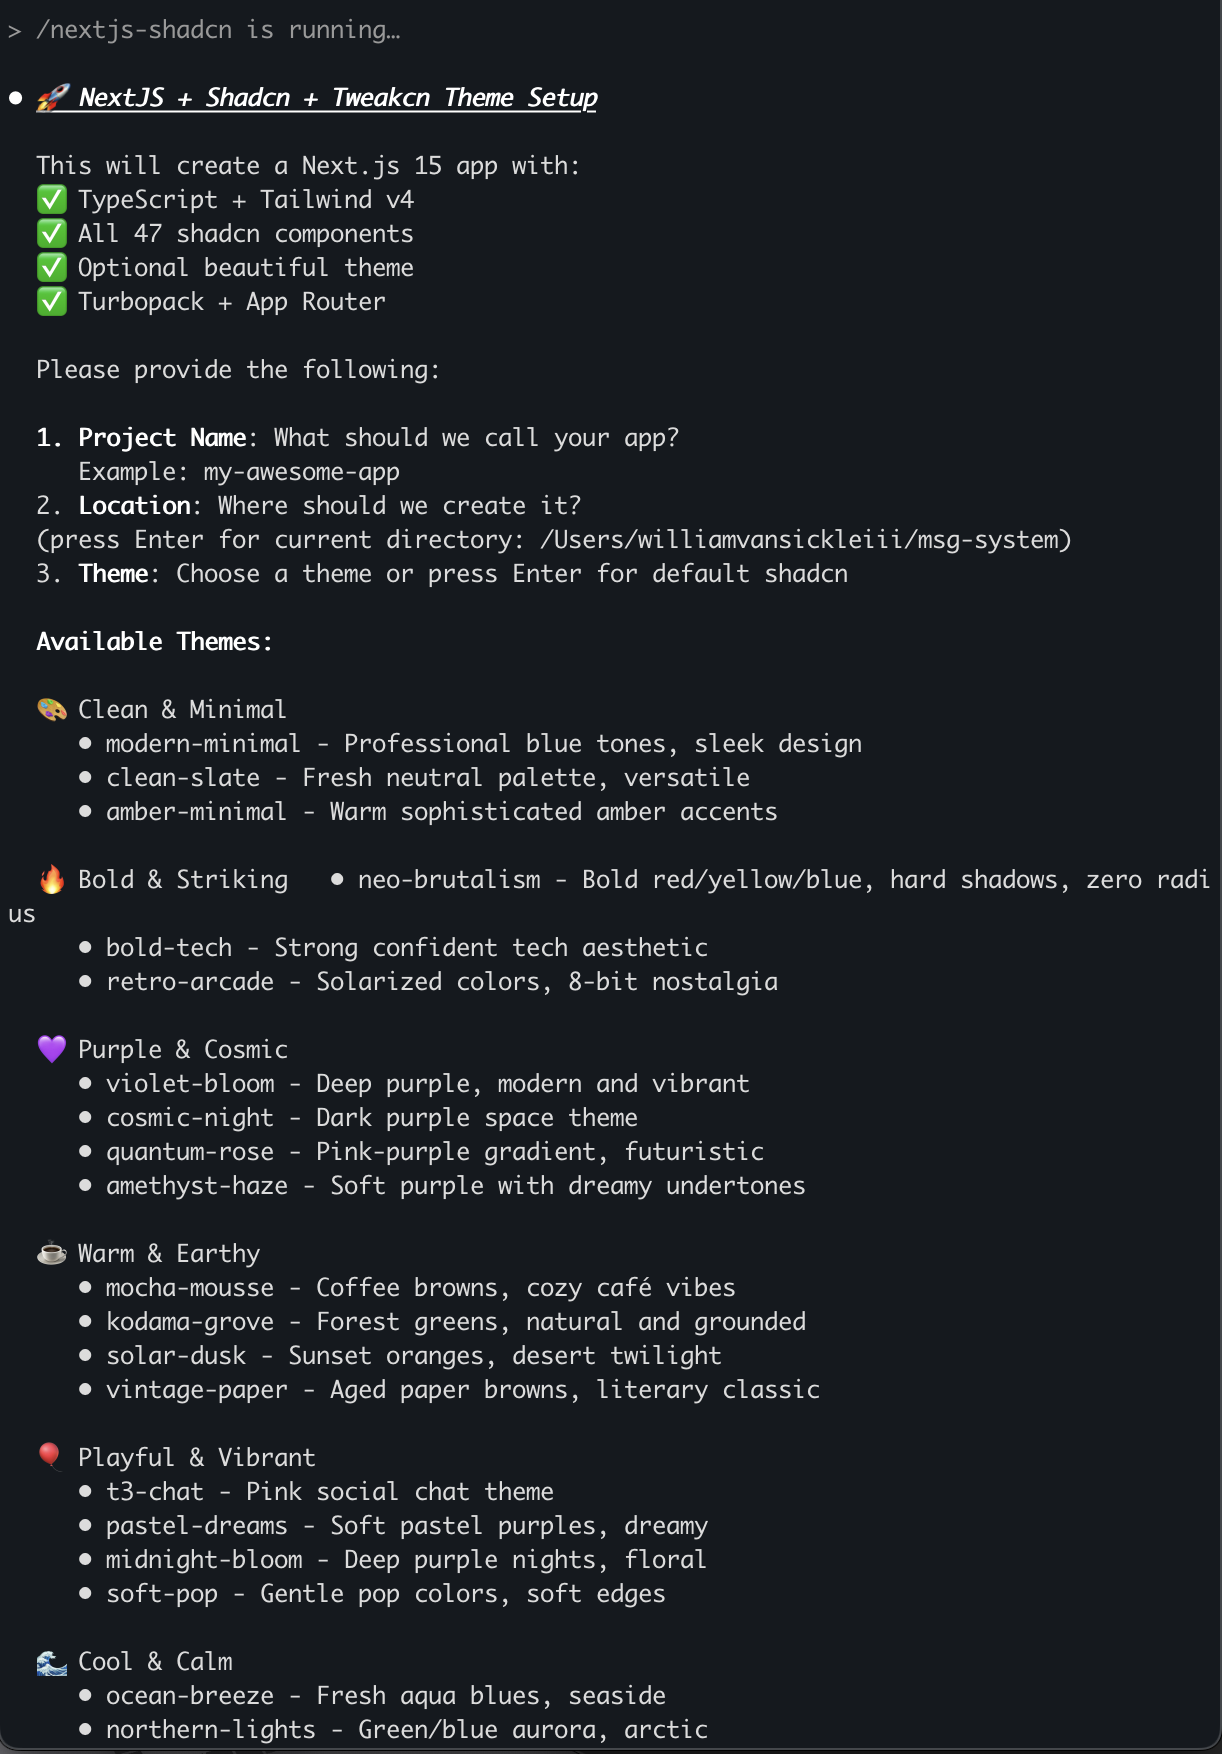 > /nextjs-shadcn is running…
● 🚀 NextJS + Shadcn + Tweakcn Theme Setup
This will create a Next.js 15 app with:
✅ TypeScript + Tailwind v4
✅ All 47 shadcn components
✅ Optional beautiful theme
✅ Turbopack + App Router
Please provide the following:
1. Project Name: What should we call your app?
Example: my-awesome-app
2. Location: Where should we create it?
(press Enter for current directory: /Users/williamvansickleiii/msg-system)
3. Theme: Choose a theme or press Enter for default shadcn
Available Themes:
🎨 Clean & Minimal
● modern-minimal - Professional blue tones, sleek design
● clean-slate - Fresh neutral palette, versatile
● amber-minimal - Warm sophisticated amber accents
🔥 Bold & Striking   ● neo-brutalism - Bold red/yellow/blue, hard shadows, zero radi
us
● bold-tech - Strong confident tech aesthetic
● retro-arcade - Solarized colors, 8-bit nostalgia
💜 Purple & Cosmic
● violet-bloom - Deep purple, modern and vibrant
● cosmic-night - Dark purple space theme
● quantum-rose - Pink-purple gradient, futuristic
● amethyst-haze - Soft purple with dreamy undertones
☕ Warm & Earthy
● mocha-mousse - Coffee browns, cozy café vibes
● kodama-grove - Forest greens, natural and grounded
● solar-dusk - Sunset oranges, desert twilight
● vintage-paper - Aged paper browns, literary classic
🎈 Playful & Vibrant
● t3-chat - Pink social chat theme
● pastel-dreams - Soft pastel purples, dreamy
● midnight-bloom - Deep purple nights, floral
● soft-pop - Gentle pop colors, soft edges
🌊 Cool & Calm
● ocean-breeze - Fresh aqua blues, seaside
● northern-lights - Green/blue aurora, arctic